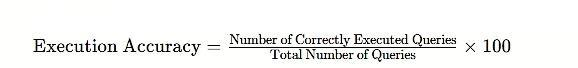 Execution Accuracy = Number of Correctly Executed Queries / Total Number of Queries × 100